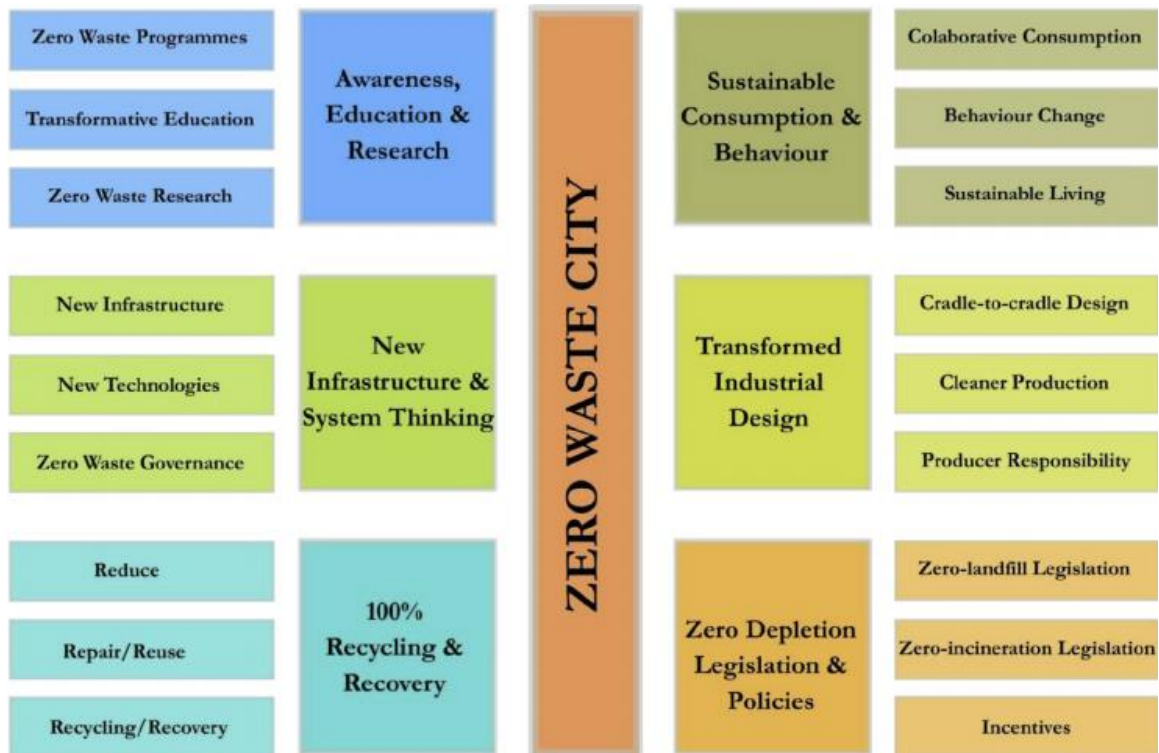 Zero Waste Programmes
Transformative Education
Zero Waste Research
Awareness,
Education &
Research
New Infrastructure
New Technologies
Zero Waste Governance
New
Infrastructure &
System Thinking
Reduce
Repair/Reuse
Recycling/Recovery
100%
Recycling &
Recovery
ZERO WASTE CITY
Sustainable
Consumption &
Behaviour
Colaborative Consumption
Behaviour Change
Sustainable Living
Transformed
Industrial
Design
Cradle-to-cradle Design
Cleaner Production
Producer Responsibility
Zero Depletion
Legislation &
Policies
Zero-landfill Legislation
Zero-incineration Legislation
Incentives